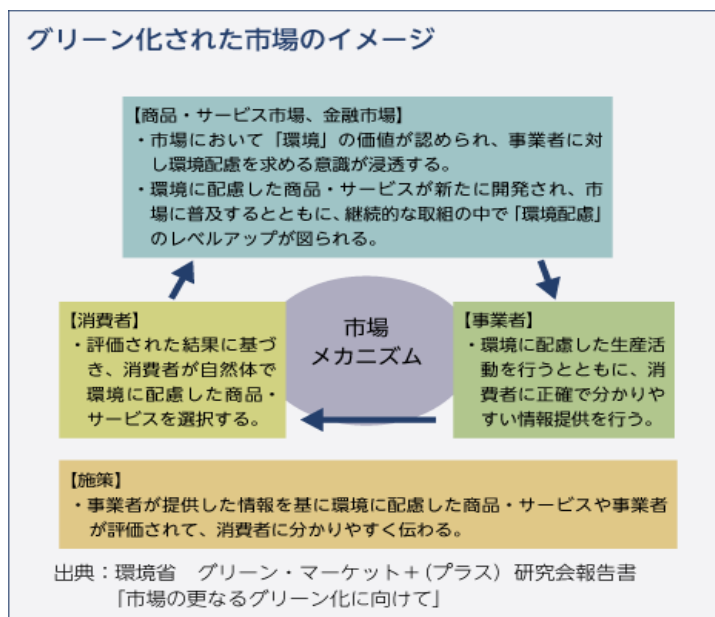 グリーン化された市場のイメージ
【商品・サービス市場、金融市場】
・市場において「環境」の価値が認められ、事業者に対
し環境配慮を求める意識が浸透する。
・環境に配慮した商品・サービスが新たに開発され、市
場に普及するとともに、継続的な取組の中で「環境配慮」
のレベルアップが図られる。
市場
メカニズム
【消費者】
・評価された結果に基づ
き、消費者が自然体で
環境に配慮した商品・
サービスを選択する。
【事業者】
・環境に配慮した生産活
動を行うとともに、消
費者に正確で分かりや
すい情報提供を行う。
【施策】
・事業者が提供した情報を基に環境に配慮した商品・サービスや事業者
が評価されて、消費者に分かりやすく伝わる。
出典：環境省　グリーン・マーケット＋（プラス）研究会報告書
「市場の更なるグリーン化に向けて」